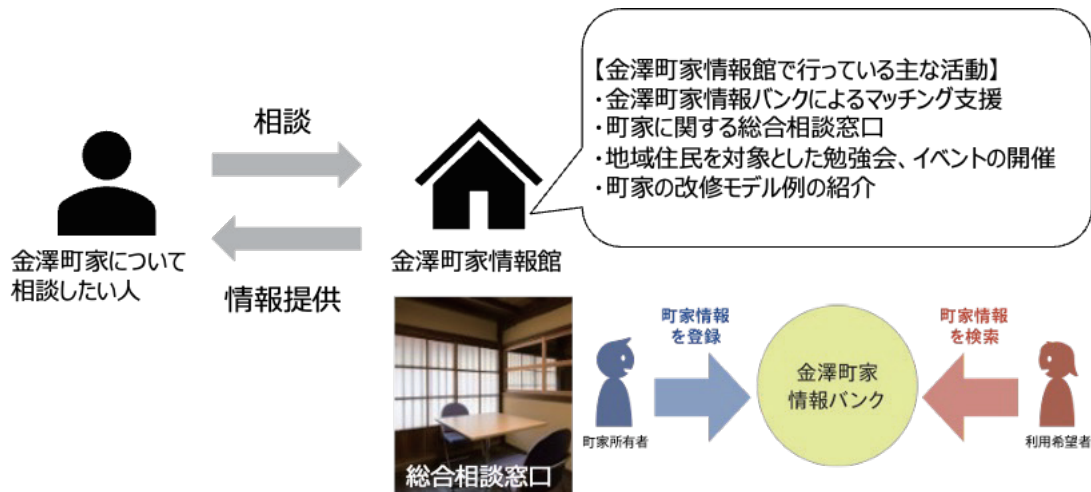 【金澤町家情報館で行っている主な活動】
・金澤町家情報バンクによるマッチング支援
・町家に関する総合相談窓口
・地域住民を対象とした勉強会、イベントの開催
・町家の改修モデル例の紹介
相談
金澤町家について
相談したい人
金澤町家情報館
情報提供
総合相談窓口
町家情報
を登録
町家所有者
金澤町家
情報バンク
町家情報
を検索
利用希望者